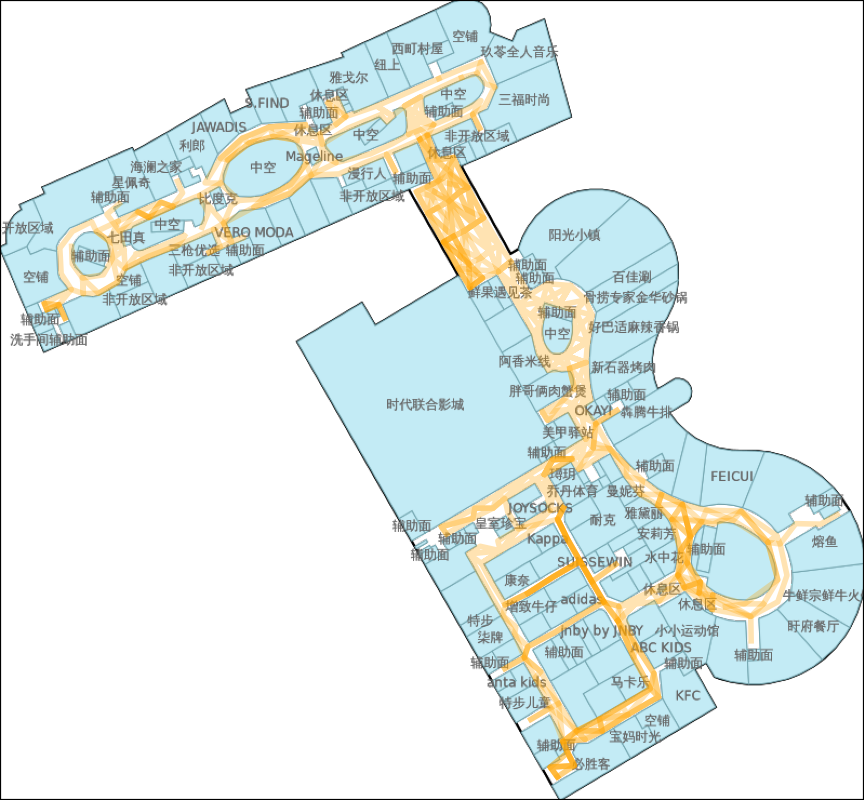 空铺
西町村屋
玖苓全人音乐
纽上
雅戈尔
休息区
中空
三福时尚
S.FIND
辅助面
辅助面
JAWADIS
休息区
中空
非开放区域
利郎
Mageline
休息区
海澜之家
中空
漫行人
辅助面
星佩奇
辅助面
比度克
非开放区域
开放区域
七田真
中空
VERO MODA
阳光小镇
辅助面
三枪优选
辅助面
空铺
空铺
非开放区域
辅助面
辅助面
百佳涮
非开放区域
鲜果遇见茶
骨捞专家金华砂锅
辅助面
辅助面
中空
好巴适麻辣香锅
洗手间辅助面
阿香米线
新石器烤肉
胖哥俩肉蟹煲
辅助面
时代联合影城
OKAY!
犇腾牛排
美甲驿站
辅助面
辅助面
FEICUI
乔丹体育
曼妮芬
辅助面
JOYSOCKS
雅黛丽
皇室珍宝
耐克
辅助面
安莉芳
辅助面
Kappa
熔鱼
辅助面
辅助面
SUISSEWIN
水中花
康奈
休息区
牛鲜宗鲜牛火
增致牛仔
adidas
休息区
特步
jnby by JNBY
小小运动馆
盱府餐厅
柒牌
ABC KIDS
辅助面
辅助面
辅助面
辅助面
anta kids
马卡乐
KFC
特步儿童
空铺
宝妈时光
辅助面
必胜客